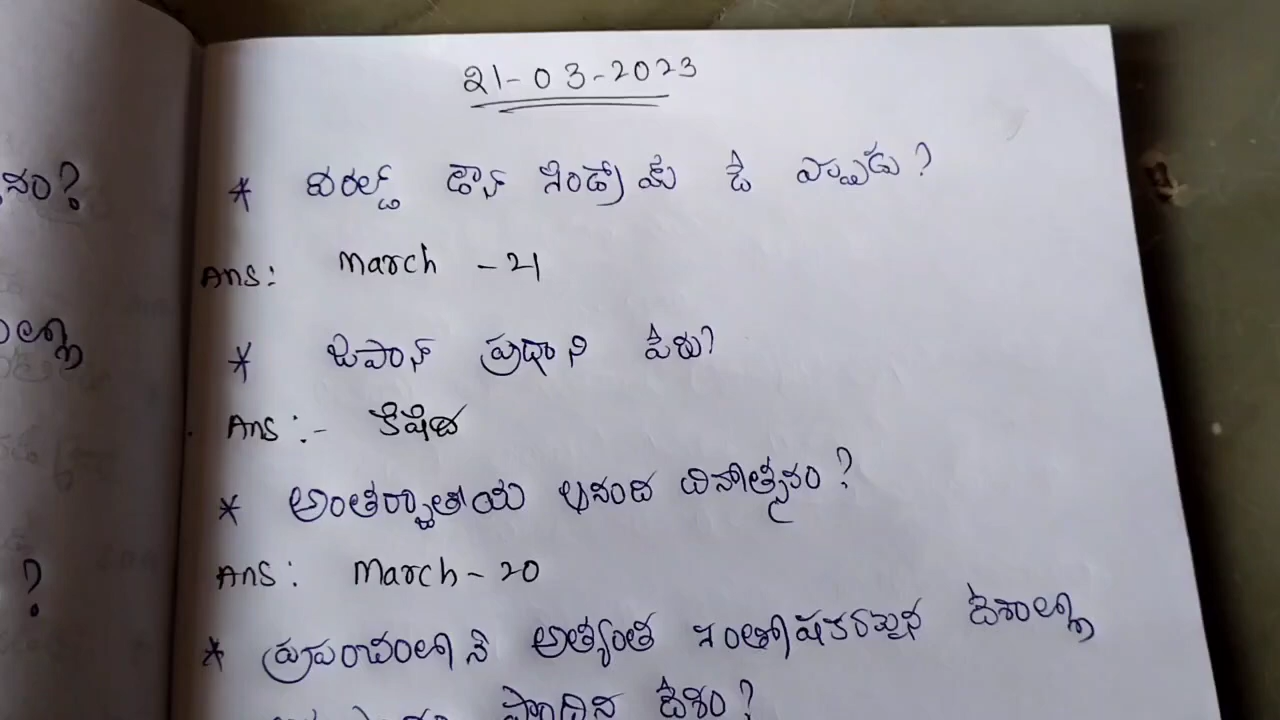 21-03-2023
నం?
* వరల్డ్ డౌన్ సిండ్రోమ్ డే ఎప్పుడు?
Ans: March - 21
* జపాన్ ప్రధాని పేరు?
Ans :- కిషిద
* అంతర్జాతీయ ఆనంద దినోత్సవం?
Ans: March - 20
?
* ప్రపంచంలోనే అత్యంత సంతోషకరమైన దేశాల్లో
పొందిన దేశం?